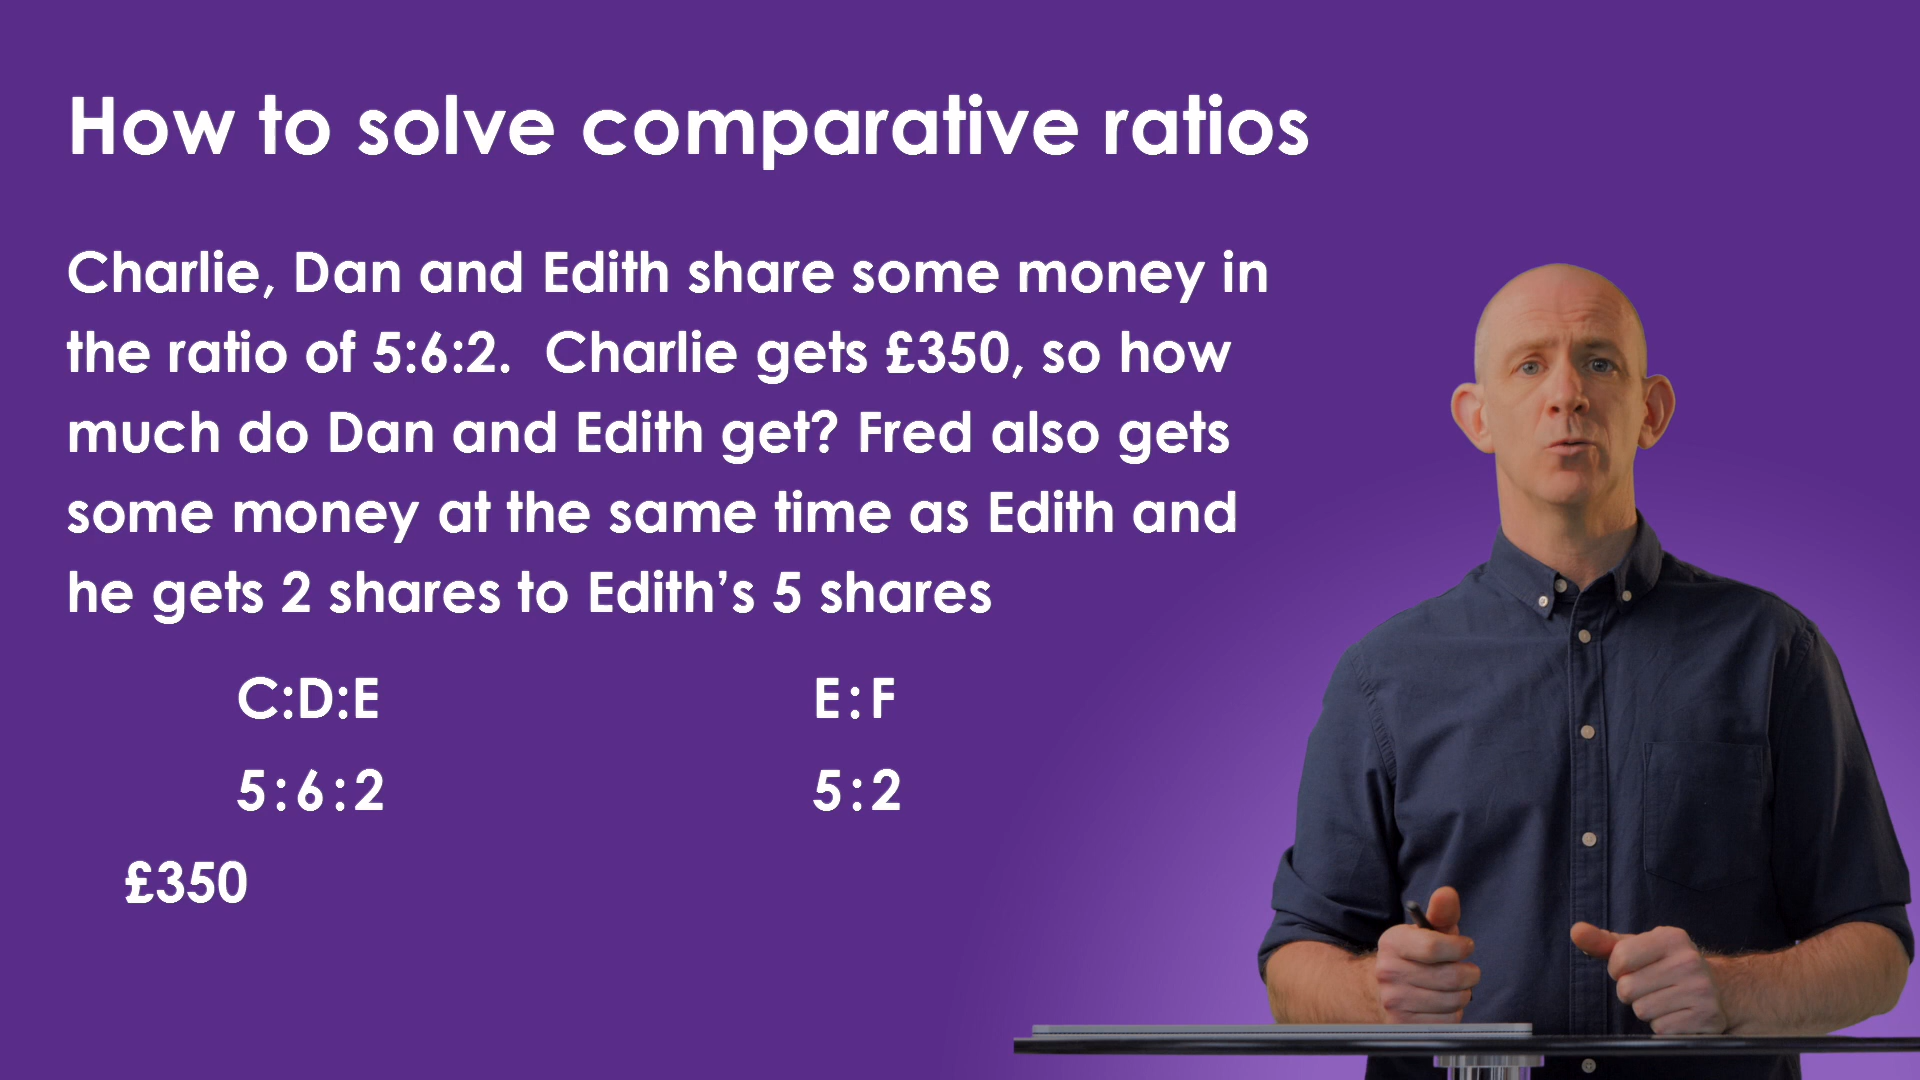 How to solve comparative ratios
Charlie, Dan and Edith share some money in
the ratio of 5:6:2.  Charlie gets £350, so how
much do Dan and Edith get? Fred also gets
some money at the same time as Edith and
he gets 2 shares to Edith’s 5 shares
C:D:E
E:F
5:6:2
5:2
£350